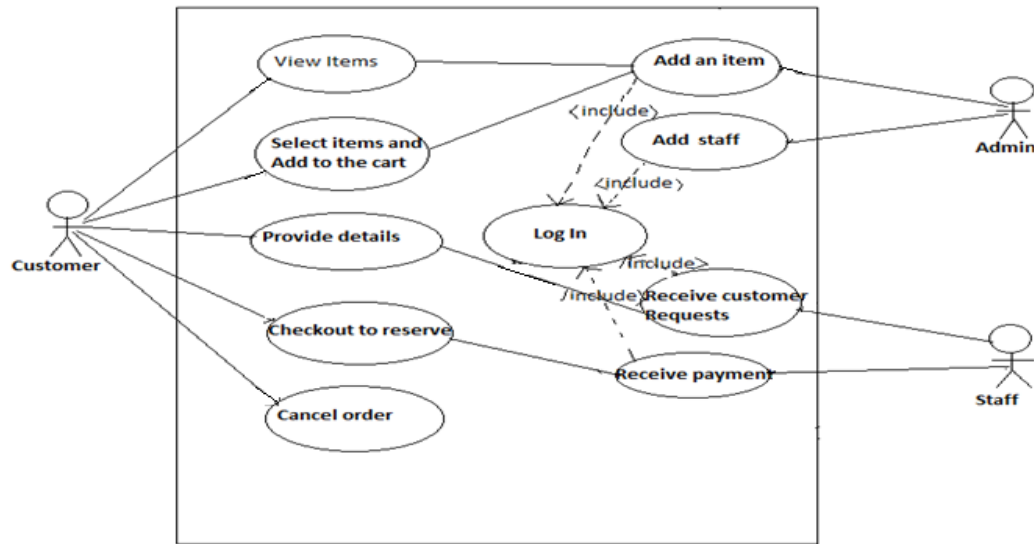 View Items
Add an item
<include>
Select items and
Add to the cart
Add staff
Admin
<include>
Log In
Provide details
Customer
<include>
<include>
Receive customer
Requests
Checkout to reserve
Receive payment
Staff
Cancel order